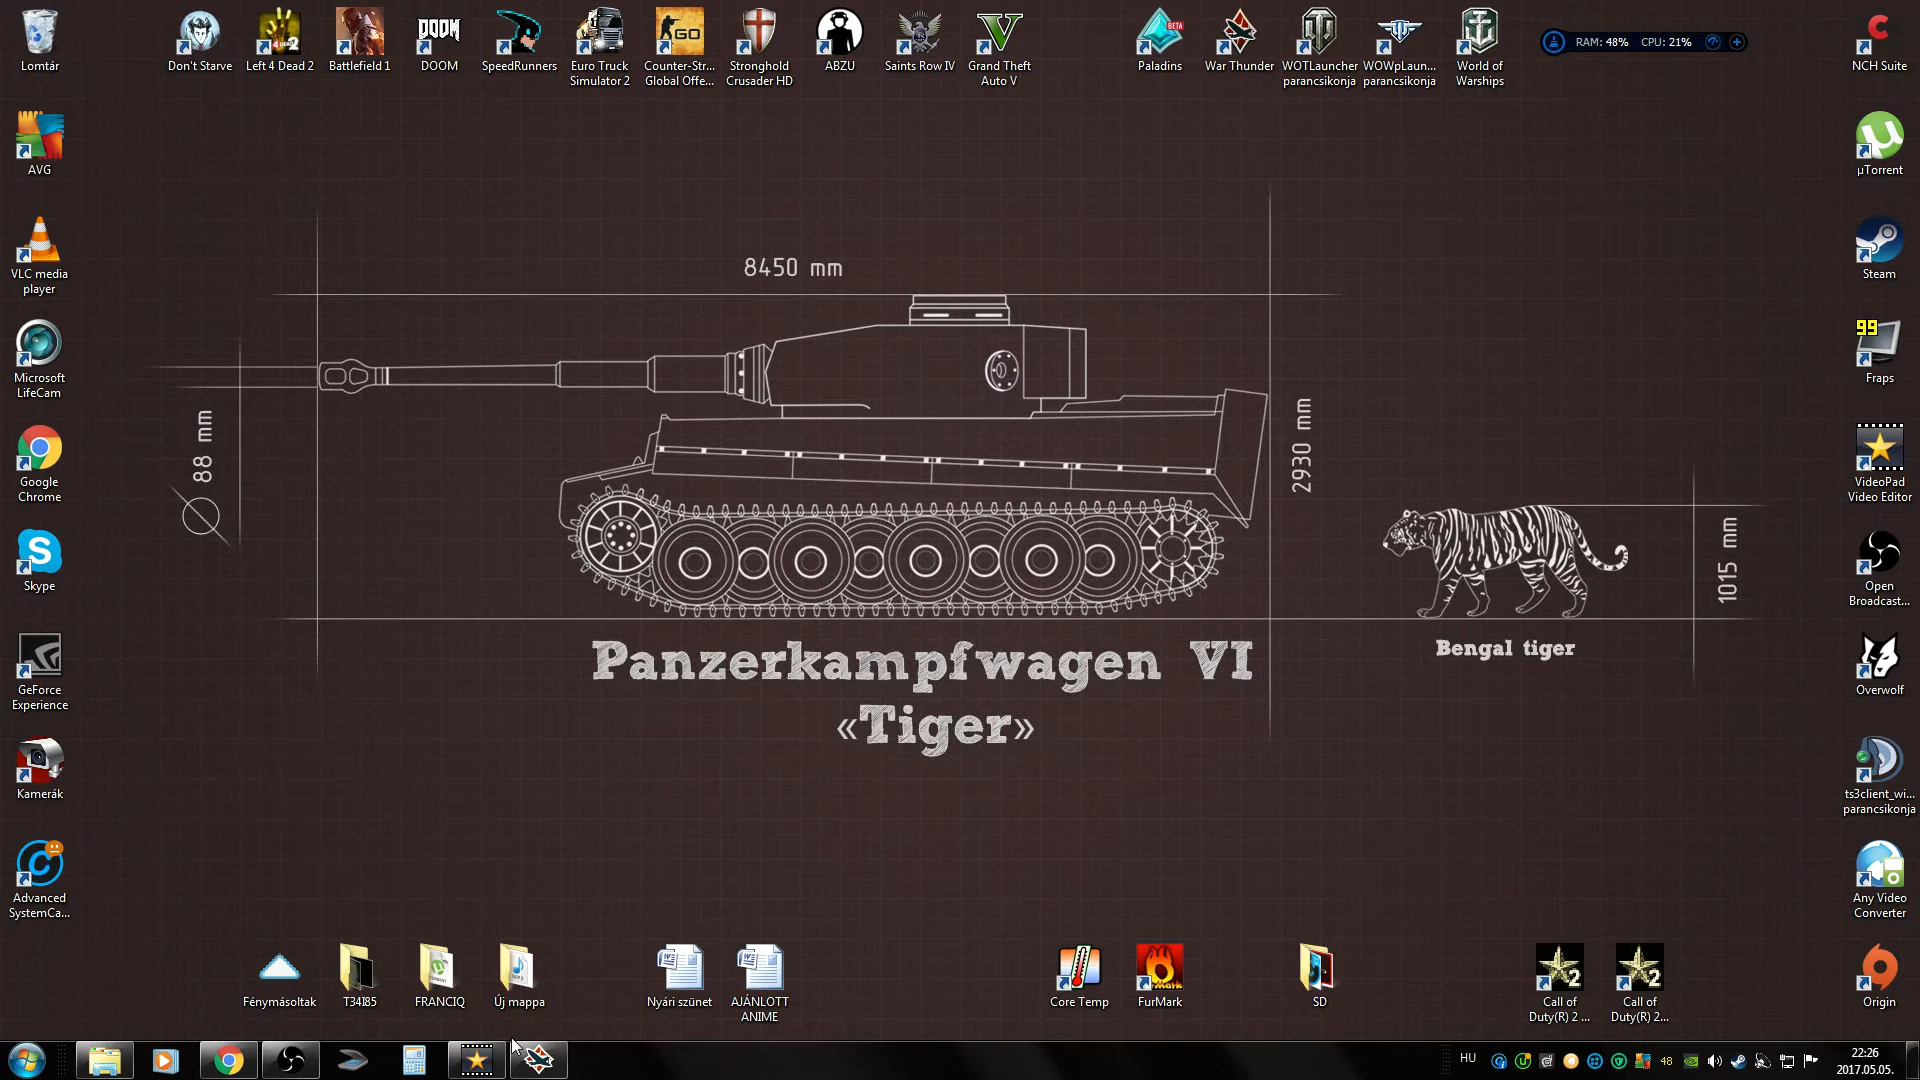 Lomtár
Don't Starve
Left 4 Dead 2
Battlefield 1
DOOM
SpeedRunners
Euro Truck
Simulator 2
Counter-Str...
Global Offe...
Stronghold
Crusader HD
ABZU
Saints Row IV
Grand Theft
Auto V
Paladins
War Thunder
WOTLauncher
parancsikonja
WOWpLaun...
parancsikonja
World of
Warships
RAM: 48% CPU: 21%
NCH Suite
AVG
µTorrent
VLC media
player
Steam
Microsoft
LifeCam
Fraps
Google
Chrome
VideoPad
Video Editor
Skype
Open
Broadcast...
GeForce
Experience
Overwolf
Kamerák
ts3client_wi...
parancsikonja
Advanced
SystemCa...
Any Video
Converter
8450 mm
88 mm
2930 mm
1015 mm
Panzerkampfwagen VI
«Tiger»
Bengal tiger
Fénymásoltak
T34I85
FRANCIQ
Új mappa
Nyári szünet
AJÁNLOTT
ANIME
Core Temp
FurMark
SD
Call of
Duty(R) 2 ...
Call of
Duty(R) 2...
Origin
HU
48
22:26
2017.05.05.